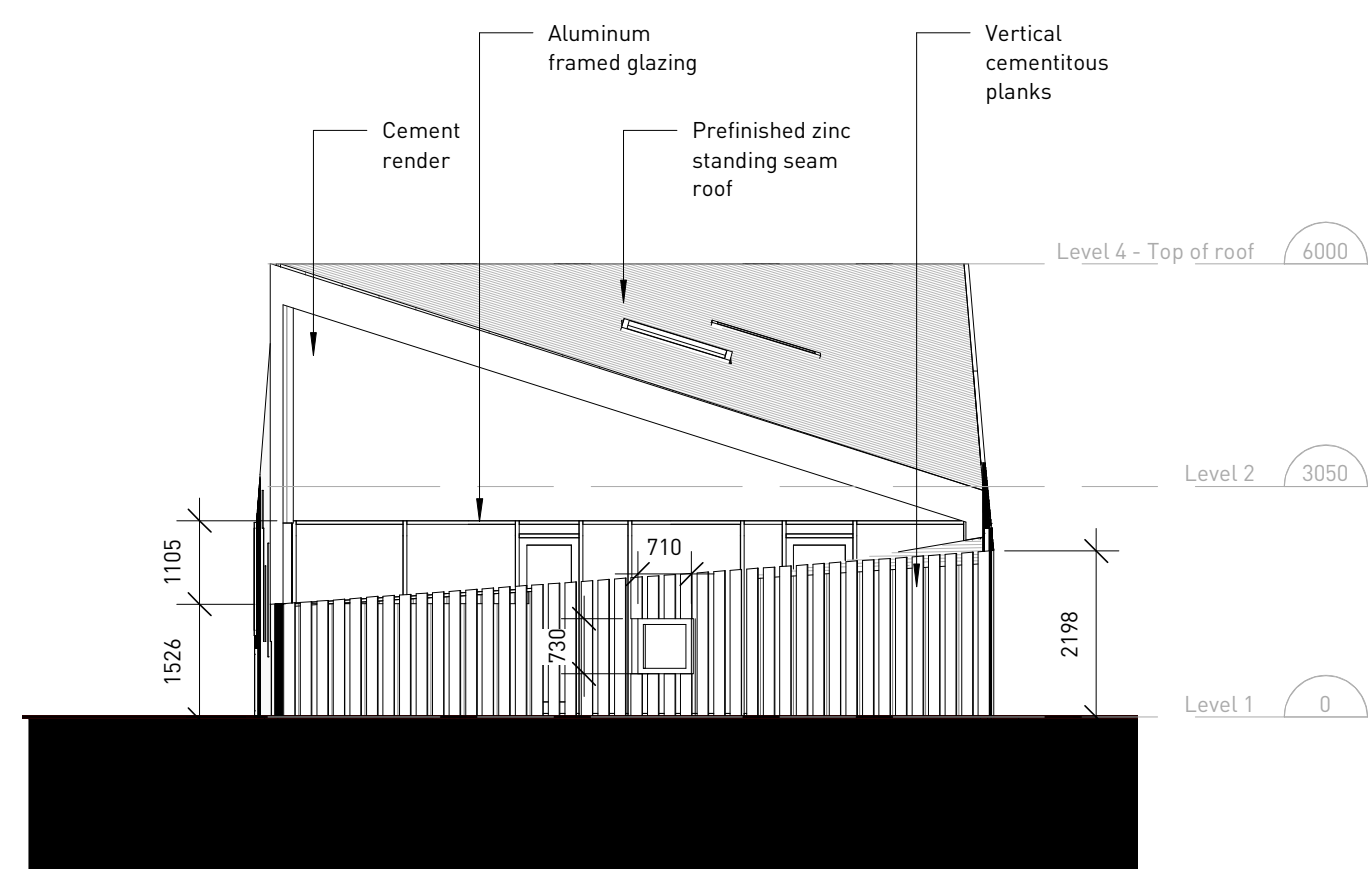 Aluminum
framed glazing
Vertical
cementitous
planks
Cement
render
Prefinished zinc
standing seam
roof
Level 4 - Top of roof 6000
Level 2 3050
710
1105
730
1526
2198
Level 1 0